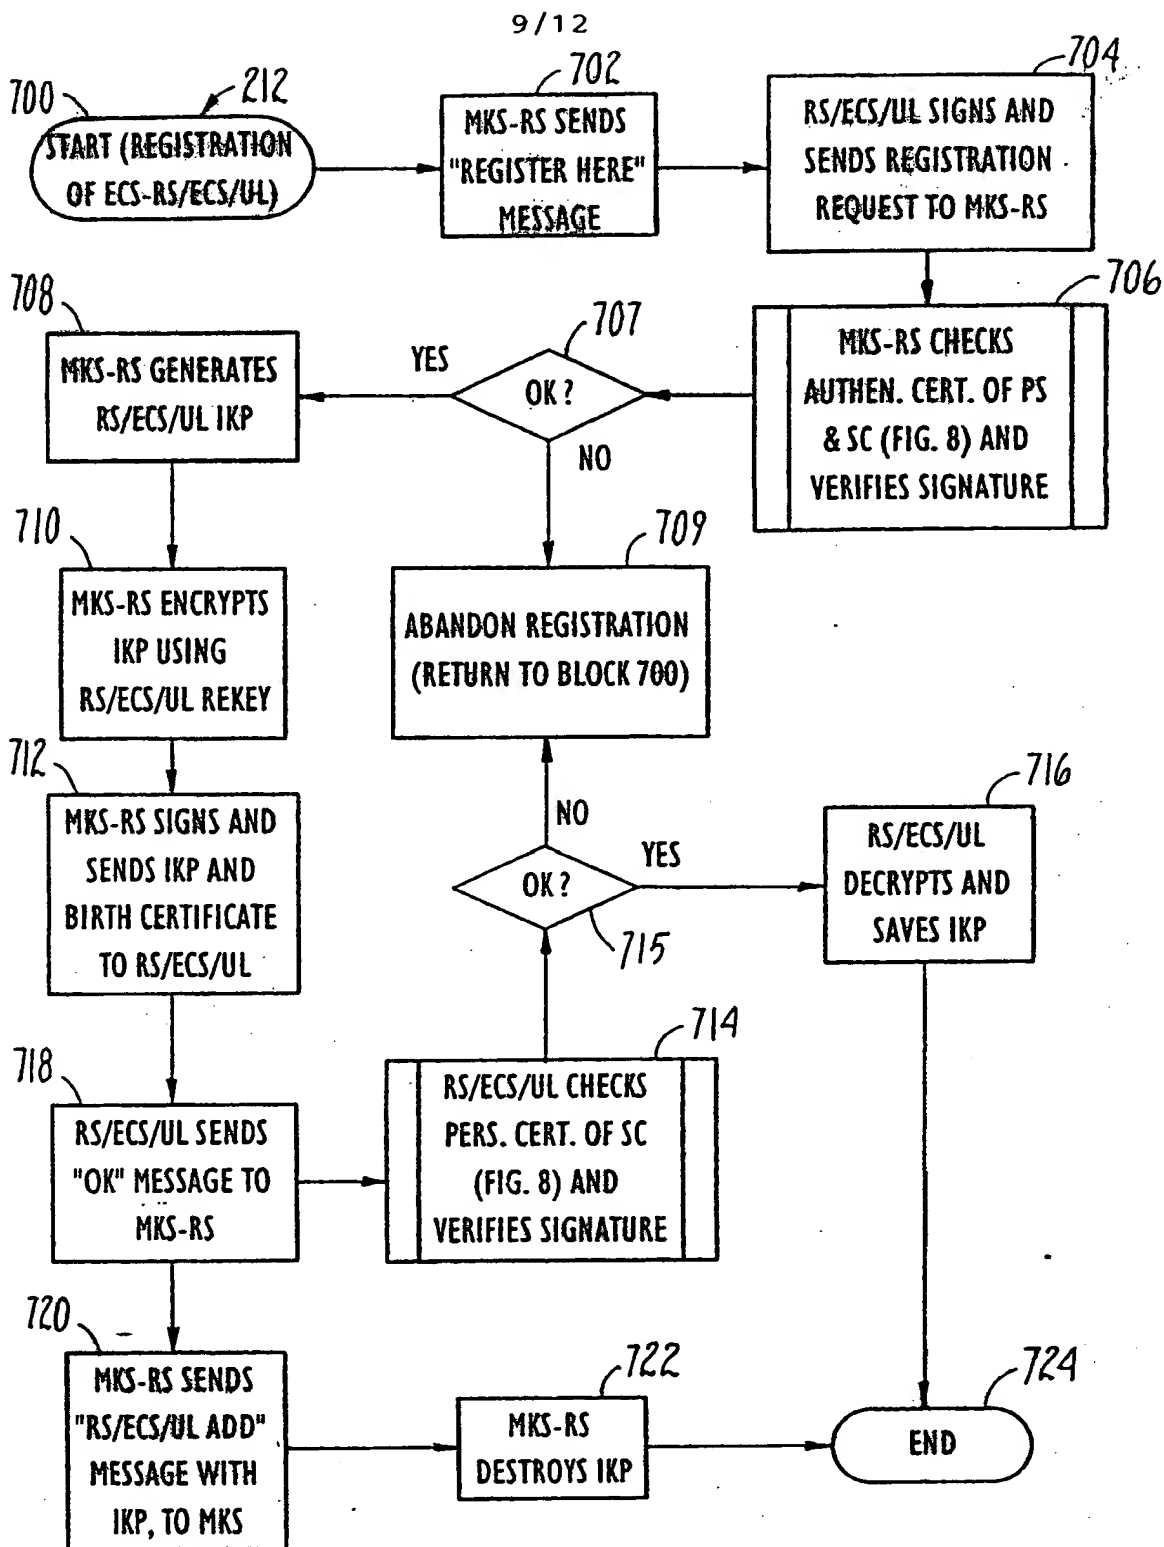 9/12
700
212
START (REGISTRATION
OF ECS-RS/ECS/UL)
702
MKS-RS SENDS
"REGISTER HERE"
MESSAGE
704
RS/ECS/UL SIGNS AND
SENDS REGISTRATION
REQUEST TO MKS-RS
706
MKS-RS CHECKS
AUTHEN. CERT. OF PS
& SC (FIG. 8) AND
VERIFIES SIGNATURE
707
OK?
YES
NO
708
MKS-RS GENERATES
RS/ECS/UL IKP
709
ABANDON REGISTRATION
(RETURN TO BLOCK 700)
710
MKS-RS ENCRYPTS
IKP USING
RS/ECS/UL REKEY
712
MKS-RS SIGNS AND
SENDS IKP AND
BIRTH CERTIFICATE
TO RS/ECS/UL
NO
OK?
YES
715
716
RS/ECS/UL
DECRYPTS AND
SAVES IKP
718
RS/ECS/UL SENDS
"OK" MESSAGE TO
MKS-RS
714
RS/ECS/UL CHECKS
PERS. CERT. OF SC
(FIG. 8) AND
VERIFIES SIGNATURE
720
MKS-RS SENDS
"RS/ECS/UL ADD"
MESSAGE WITH
IKP, TO MKS
722
MKS-RS
DESTROYS IKP
724
END